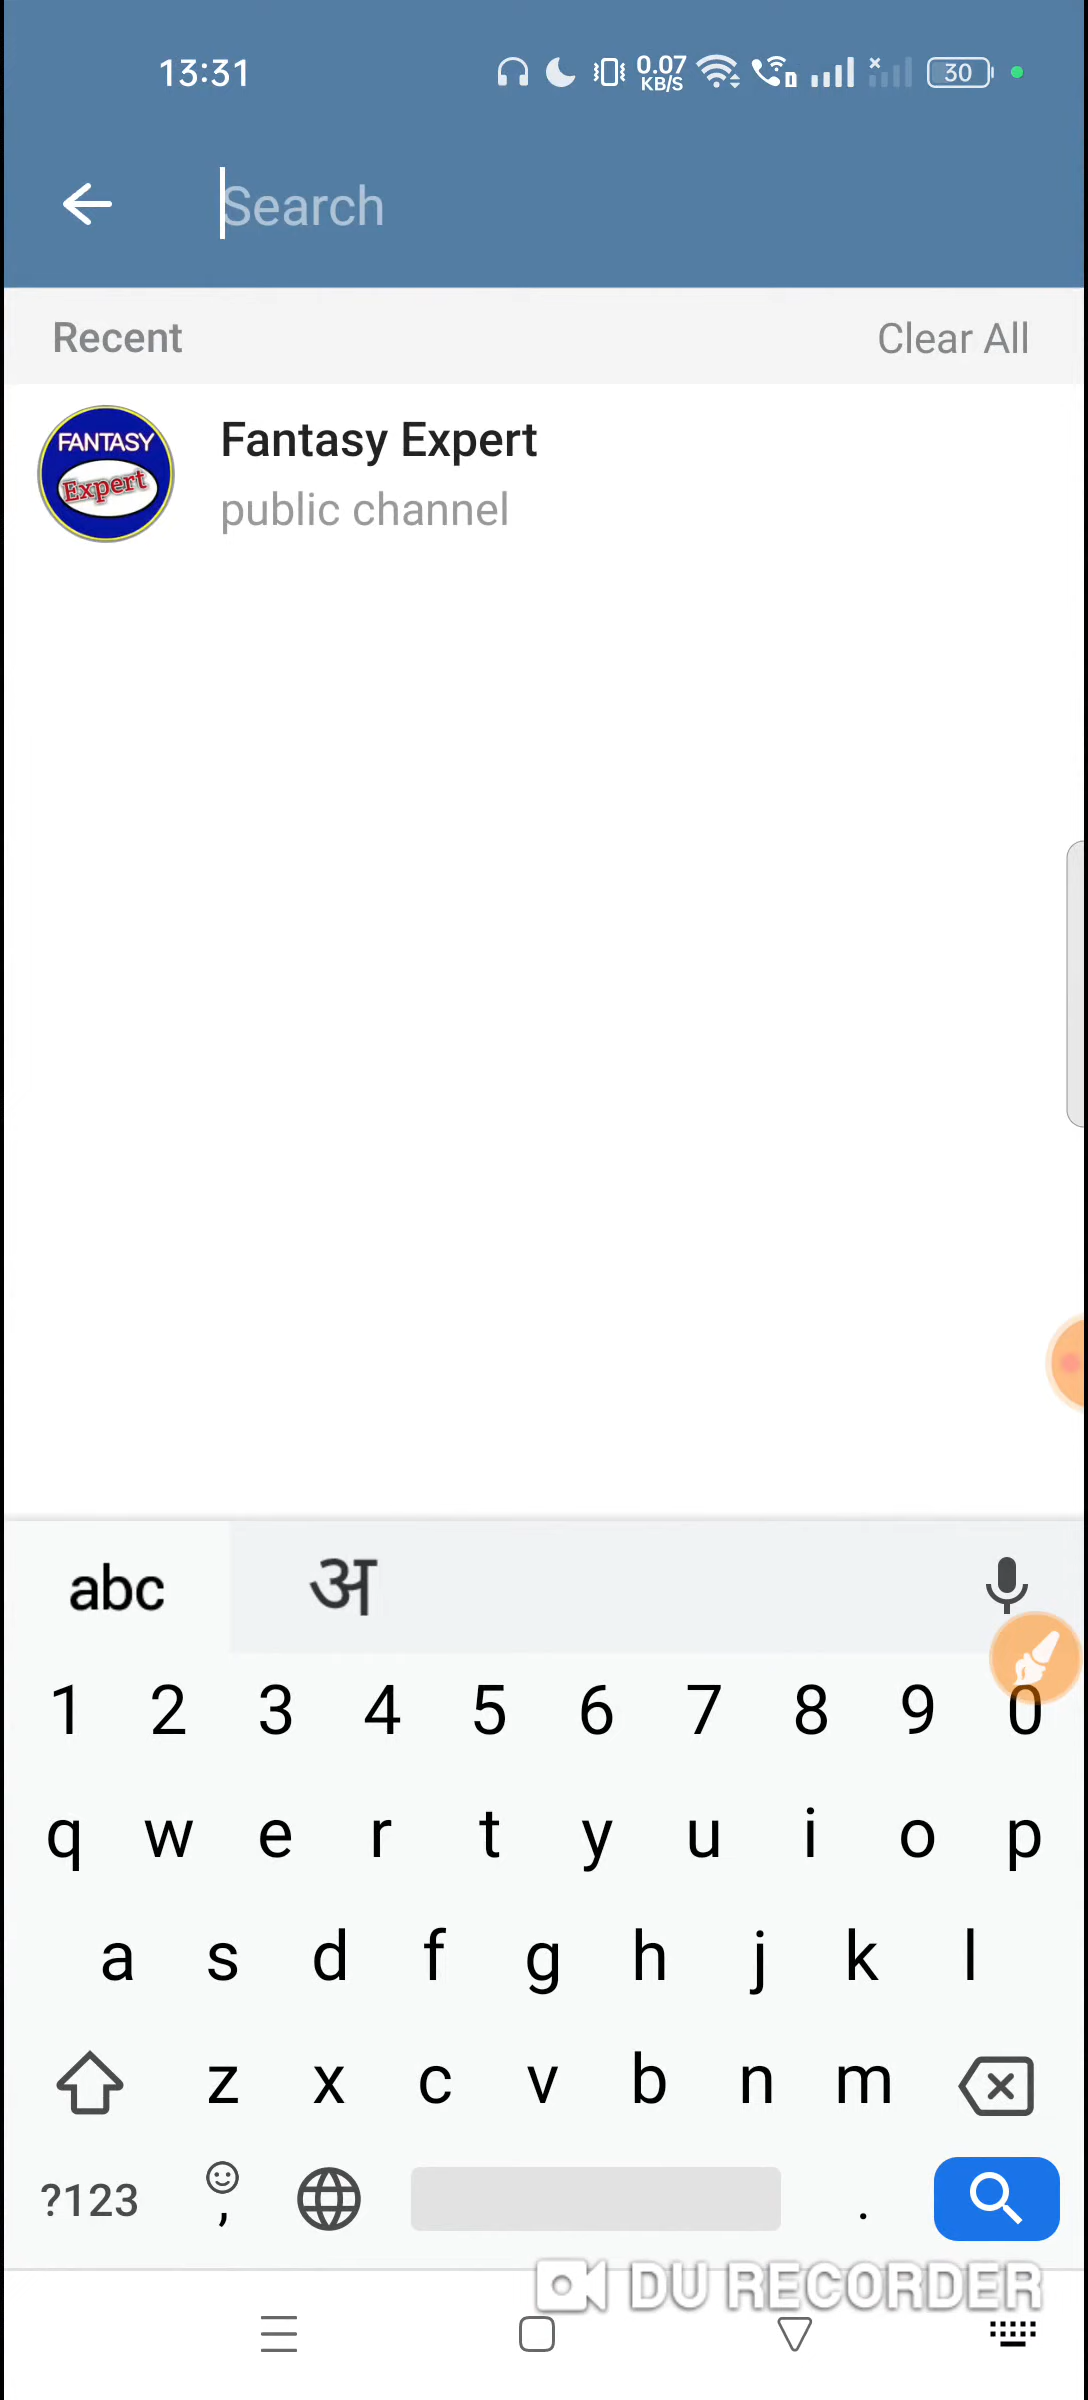 13:31 0.07 KB/S 30
Search
Recent Clear All
FANTASY Expert
Fantasy Expert
public channel
abc अ
1 2 3 4 5 6 7 8 9 0
q w e r t y u i o p
a s d f g h j k l
z x c v b n m
?123 , .
DU RECORDER